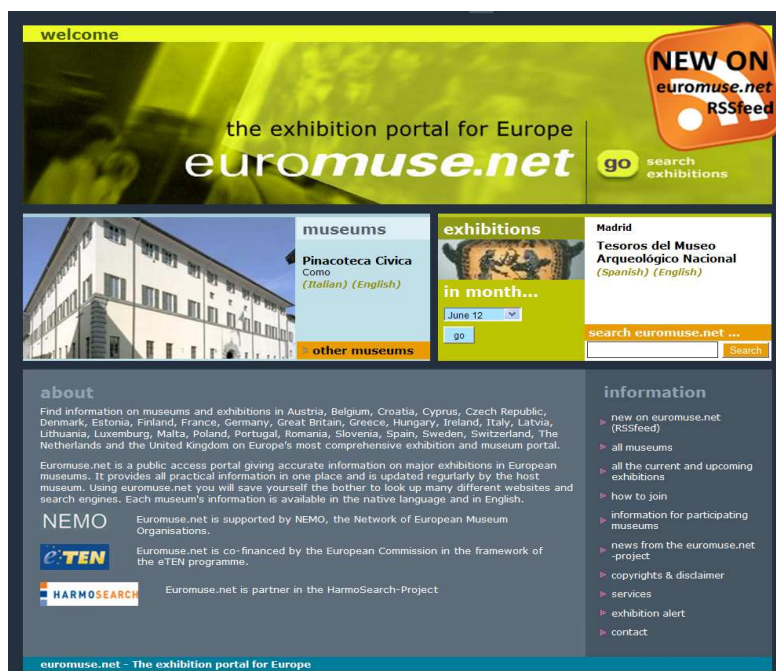 welcome
NEW ON
euromuse.net
RSSfeed
the exhibition portal for Europe
euromuse.net
go
search
exhibitions
museums
Pinacoteca Civica
Como
(Italian) (English)
> other museums
exhibitions
in month...
June 12
go
Madrid
Tesoros del Museo
Arqueológico Nacional
(Spanish) (English)
search euromuse.net ...
Search
about
Find information on museums and exhibitions in Austria, Belgium, Croatia, Cyprus, Czech Republic,
Denmark, Estonia, Finland, France, Germany, Great Britain, Greece, Hungary, Ireland, Italy, Latvia,
Lithuania, Luxemburg, Malta, Poland, Portugal, Romania, Slovenia, Spain, Sweden, Switzerland, The
Netherlands and the United Kingdom on Europe's most comprehensive exhibition and museum portal.
Euromuse.net is a public access portal giving accurate information on major exhibitions in European
museums. It provides all practical information in one place and is updated regurlarly by the host
museum. Using euromuse.net you will save yourself the bother to look up many different websites and
search engines. Each museum's information is available in the native language and in English.
NEMO
Euromuse.net is supported by NEMO, the Network of European Museum
Organisations.
e·TEN
Euromuse.net is co-financed by the European Commission in the framework of
the eTEN programme.
HARMOSEARCH
Euromuse.net is partner in the HarmoSearch-Project
information
new on euromuse.net
(RSSfeed)
all museums
all the current and upcoming
exhibitions
how to join
information for participating
museums
news from the euromuse.net
-project
copyrights & disclaimer
services
exhibition alert
contact
euromuse.net - The exhibition portal for Europe